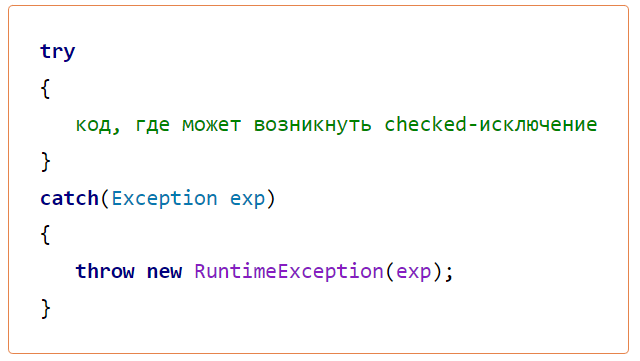 try
{
код, где может возникнуть checked-исключение
}
catch(Exception exp)
{
throw new RuntimeException(exp);
}